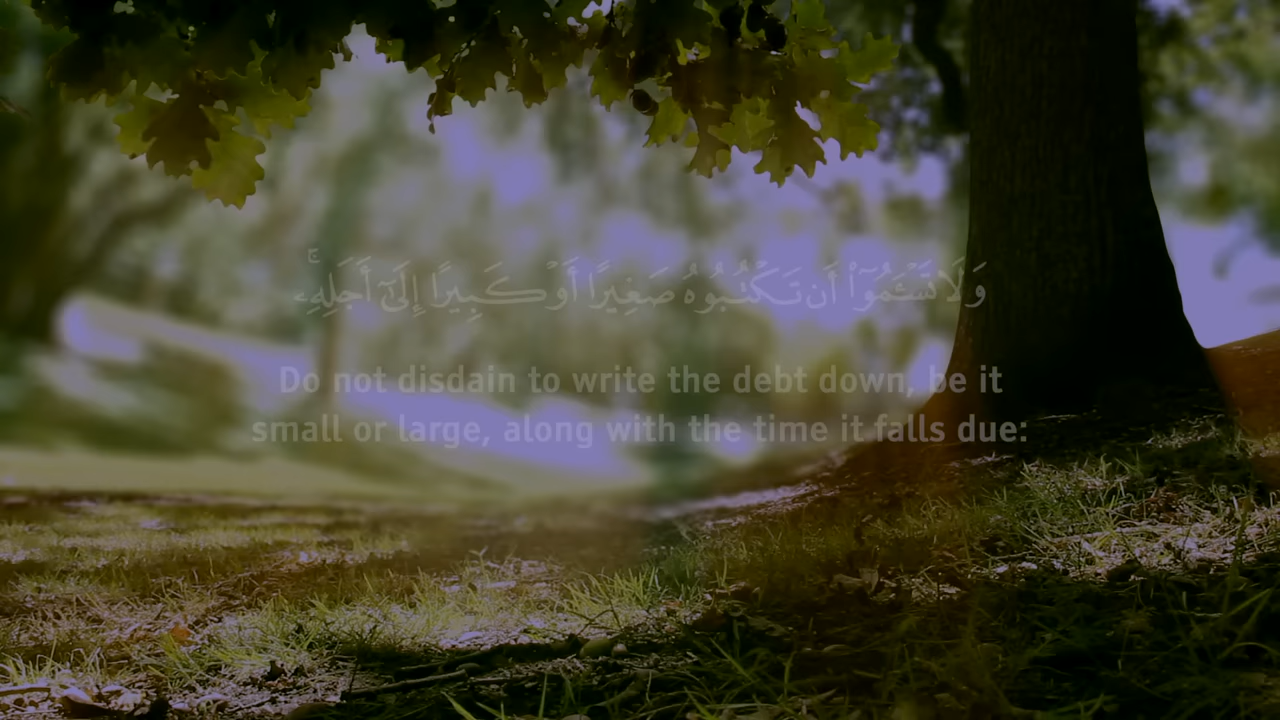 وَلَا تَسْـَٔمُوٓا۟ أَن تَكْتُبُوهُ صَغِيرًا أَوْ كَبِيرًا إِلَىٰٓ أَجَلِهِۦ ۚ
Do not disdain to write the debt down, be it
small or large, along with the time it falls due: